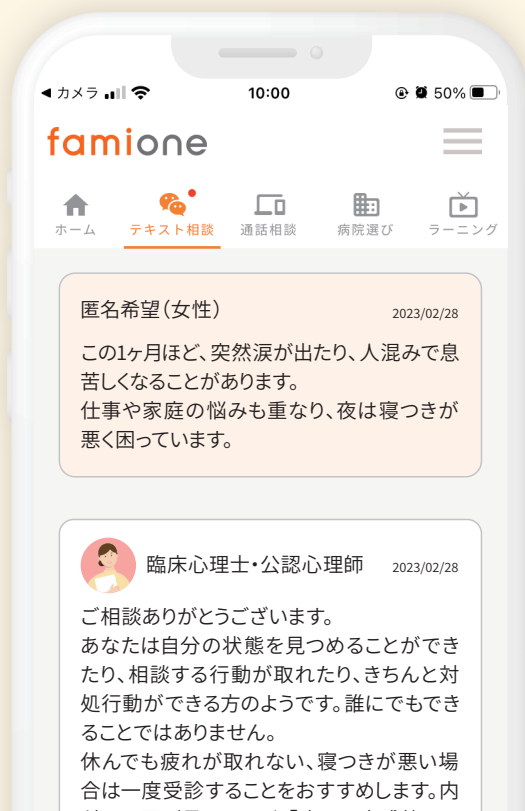 ◀ カメラ
10:00
50%
famione
ホーム
テキスト相談
通話相談
病院選び
ラーニング
匿名希望（女性）
2023/02/28
この1ヶ月ほど、突然涙が出たり、人混みで息
苦しくなることがあります。
仕事や家庭の悩みも重なり、夜は寝つきが
悪く困っています。
臨床心理士・公認心理師
2023/02/28
ご相談ありがとうございます。
あなたは自分の状態を見つめることができ
たり、相談する行動が取れたり、きちんと対
処行動ができる方のようです。誰にでもでき
ることではありません。
休んでも疲れが取れない、寝つきが悪い場
合は一度受診することをおすすめします。内